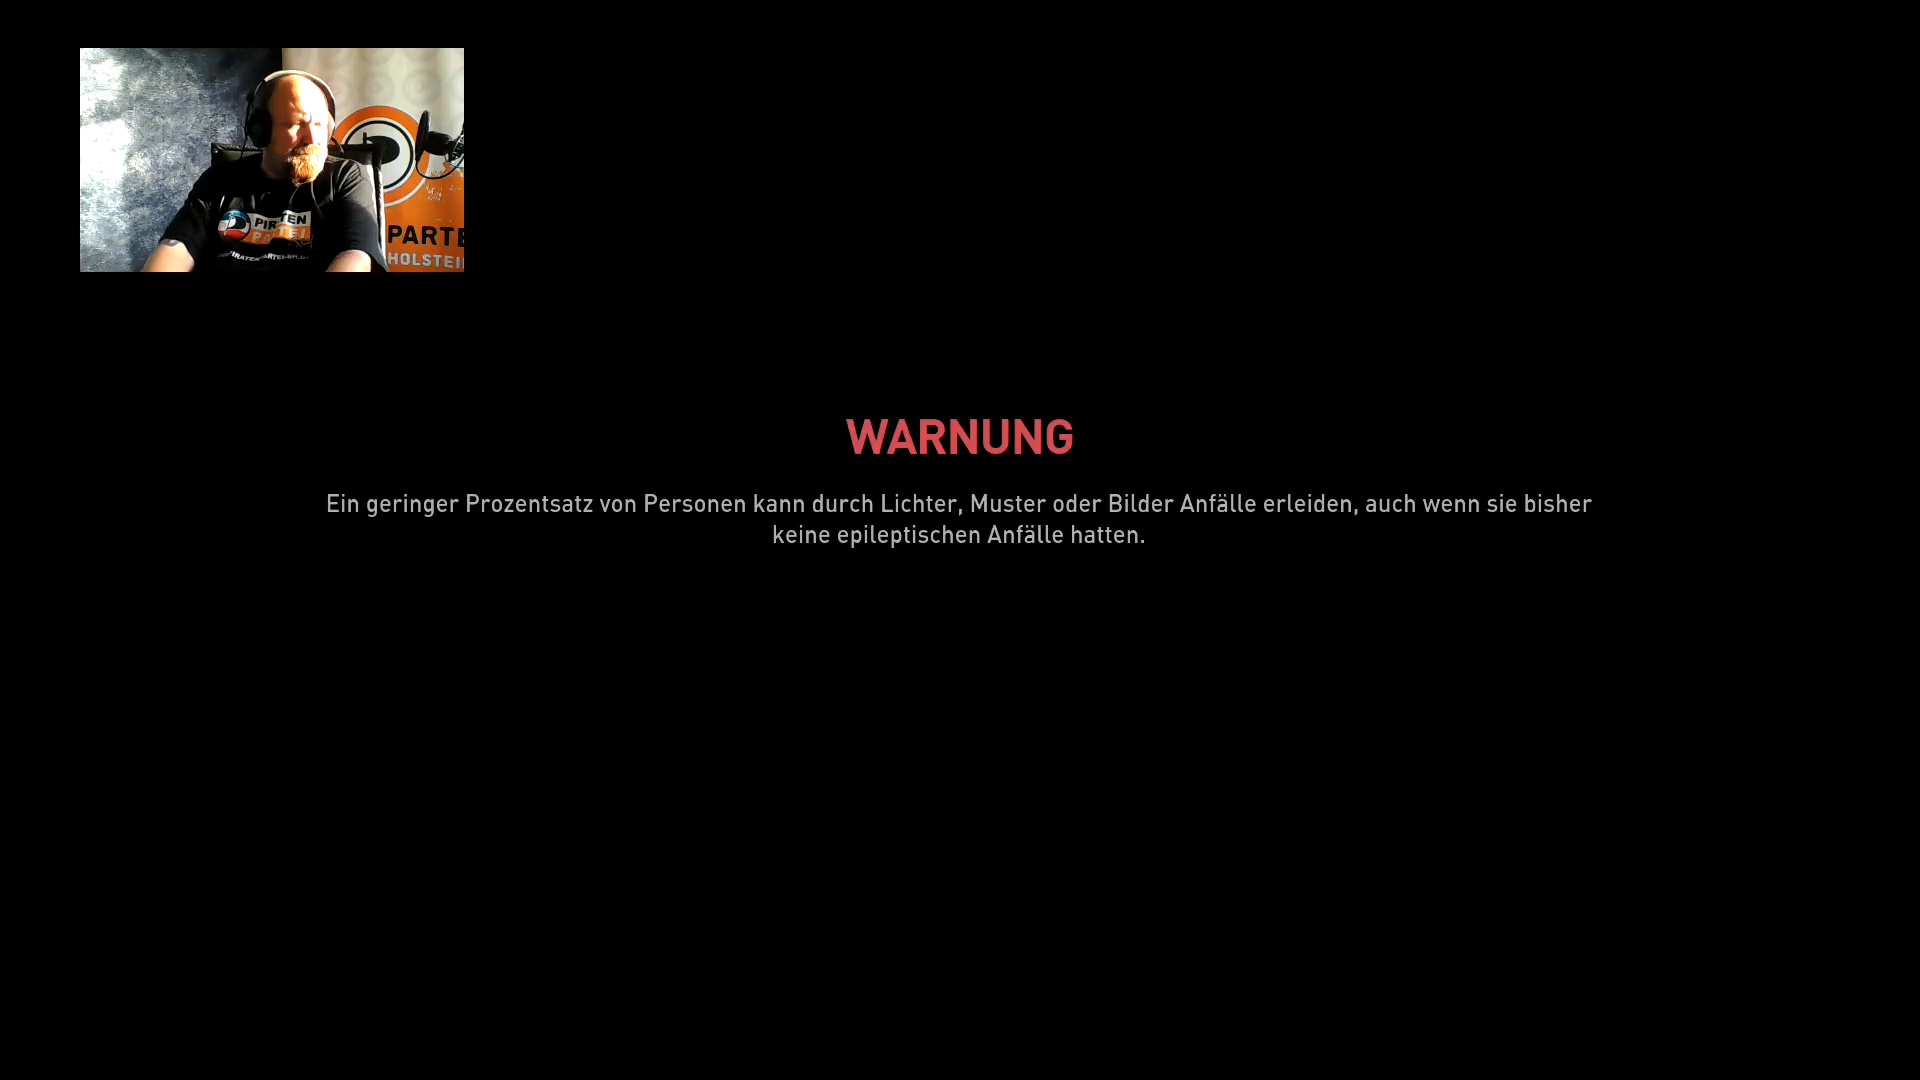 PIRATEN
PARTEI
PARTE
HOLSTEI
WARNUNG
Ein geringer Prozentsatz von Personen kann durch Lichter, Muster oder Bilder Anfälle erleiden, auch wenn sie bisher
keine epileptischen Anfälle hatten.